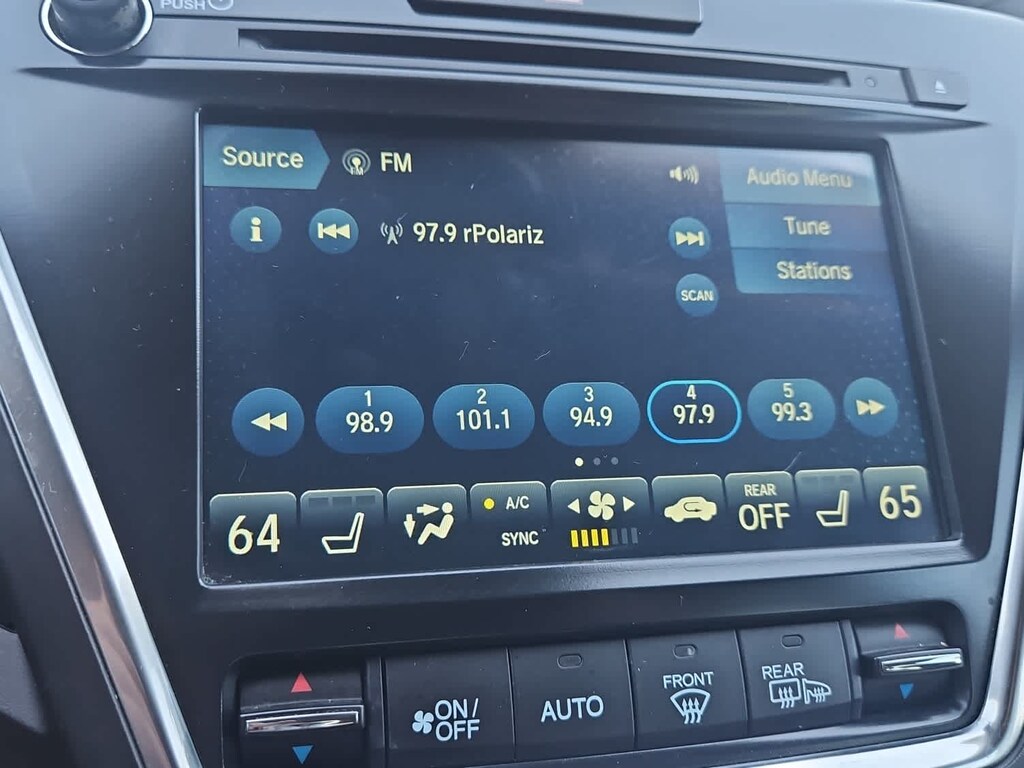 PUSH
Source
FM
Audio Menu
i
97.9 rPolariz
Tune
Stations
SCAN
1
98.9
2
101.1
3
94.9
4
97.9
5
99.3
64
A/C
SYNC
REAR
OFF
65
ON/
OFF
AUTO
FRONT
REAR